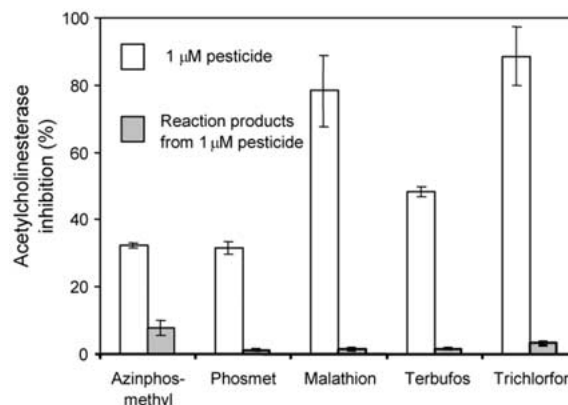 100
80
60
40
20
0
Acetylcholinesterase
inhibition (%)
1 μM pesticide
Reaction products
from 1 μM pesticide
Azinphos-
methyl
Phosmet
Malathion
Terbufos
Trichlorfon